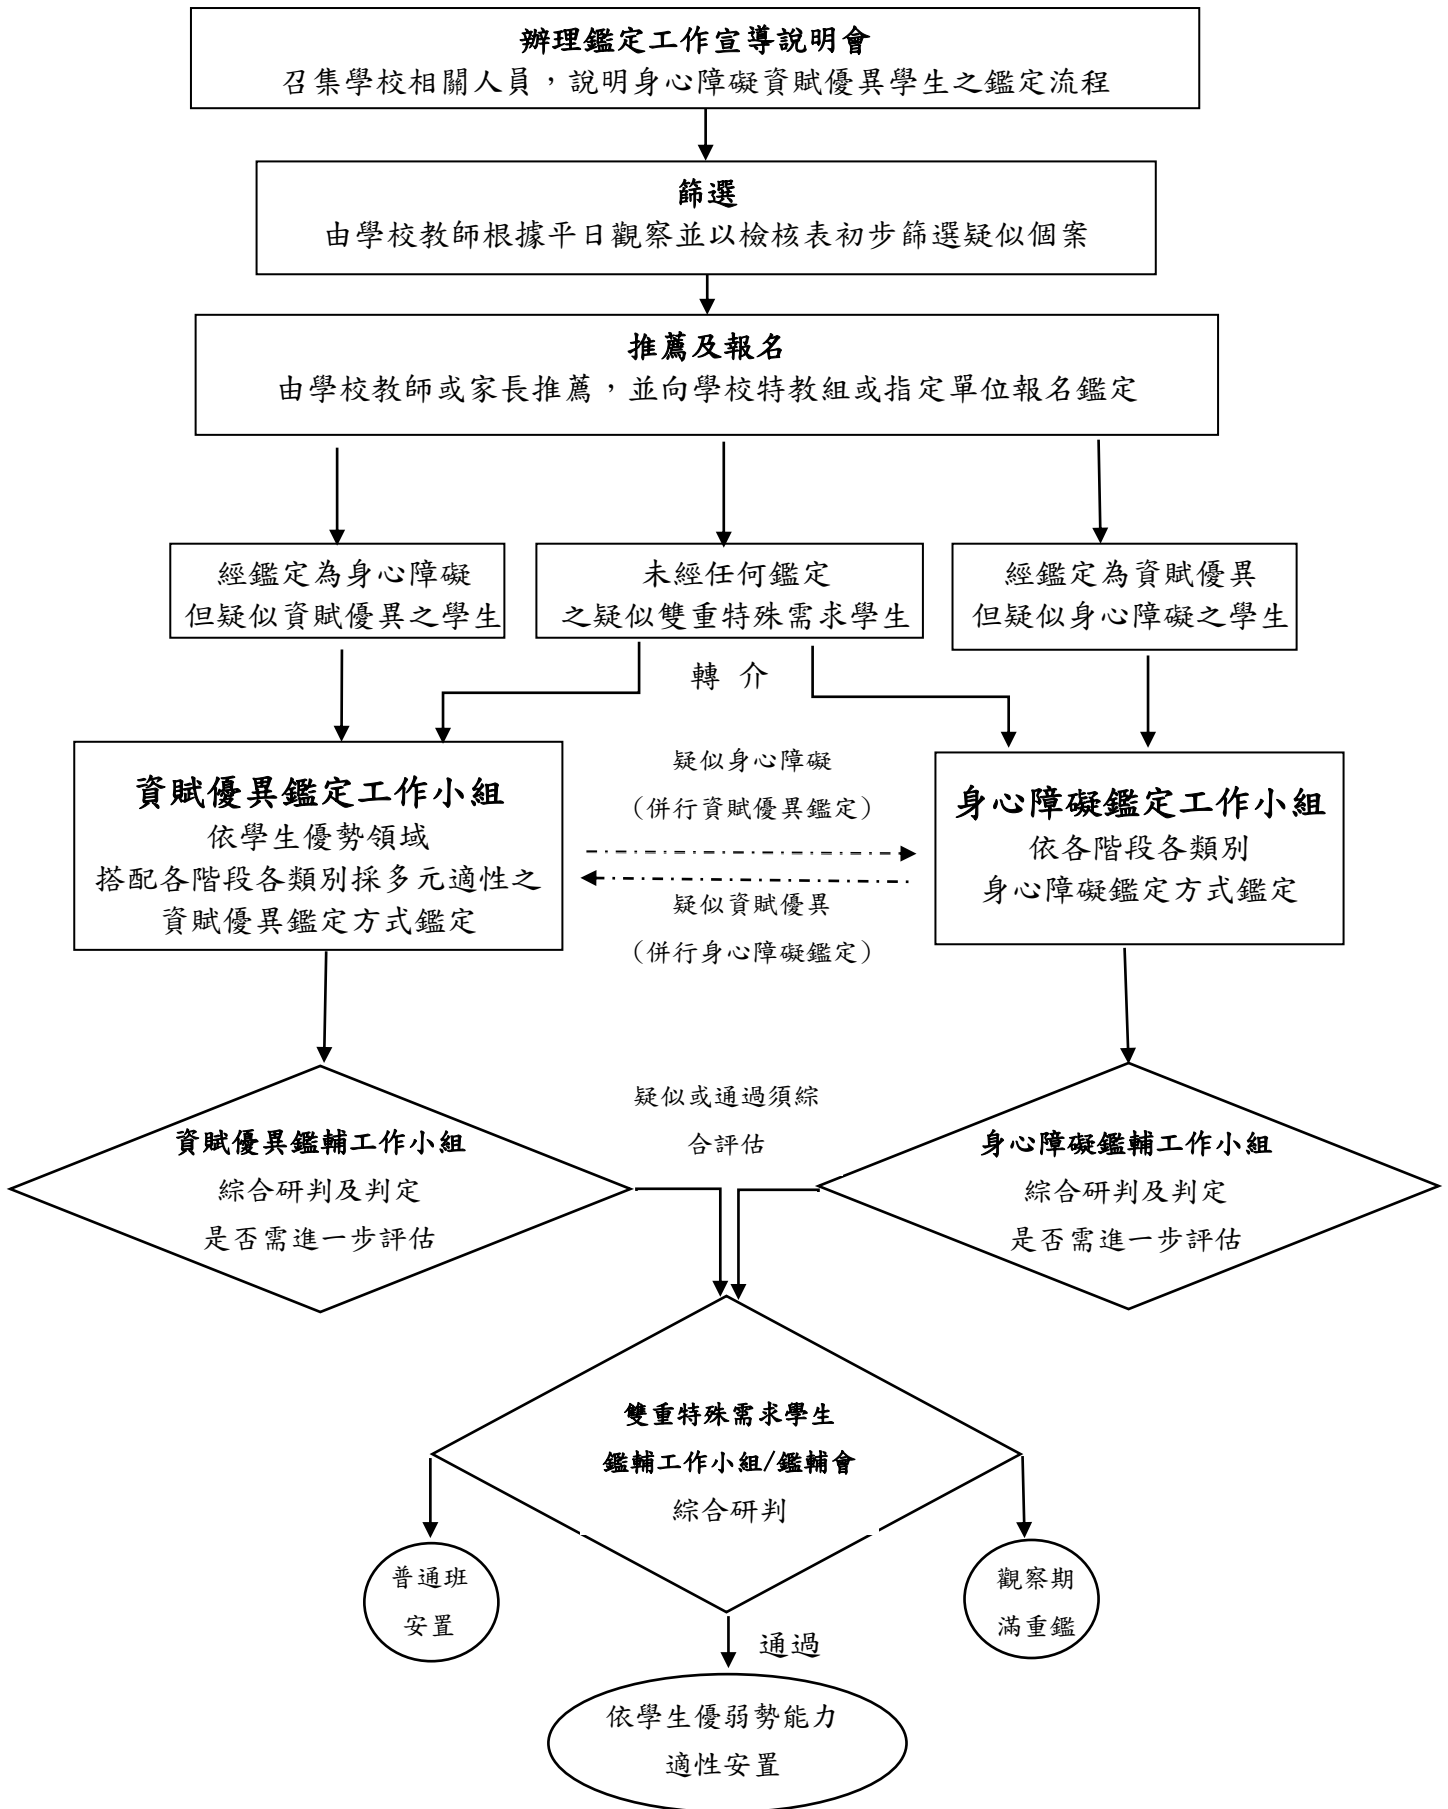 辦理鑑定工作宣導說明會
召集學校相關人員，說明身心障礙資賦優異學生之鑑定流程
篩選
由學校教師根據平日觀察並以檢核表初步篩選疑似個案
推薦及報名
由學校教師或家長推薦，並向學校特教組或指定單位報名鑑定
經鑑定為身心障礙
但疑似資賦優異之學生
未經任何鑑定
之疑似雙重特殊需求學生
經鑑定為資賦優異
但疑似身心障礙之學生
轉 介
資賦優異鑑定工作小組
依學生優勢領域
搭配各階段各類別採多元適性之
資賦優異鑑定方式鑑定
疑似身心障礙
（併行資賦優異鑑定）
疑似資賦優異
（併行身心障礙鑑定）
身心障礙鑑定工作小組
依各階段各類別
身心障礙鑑定方式鑑定
資賦優異鑑輔工作小組
綜合研判及判定
是否需進一步評估
疑似或通過須綜
合評估
身心障礙鑑輔工作小組
綜合研判及判定
是否需進一步評估
雙重特殊需求學生
鑑輔工作小組/鑑輔會
綜合研判
普通班
安置
觀察期
滿重鑑
通過
依學生優弱勢能力
適性安置